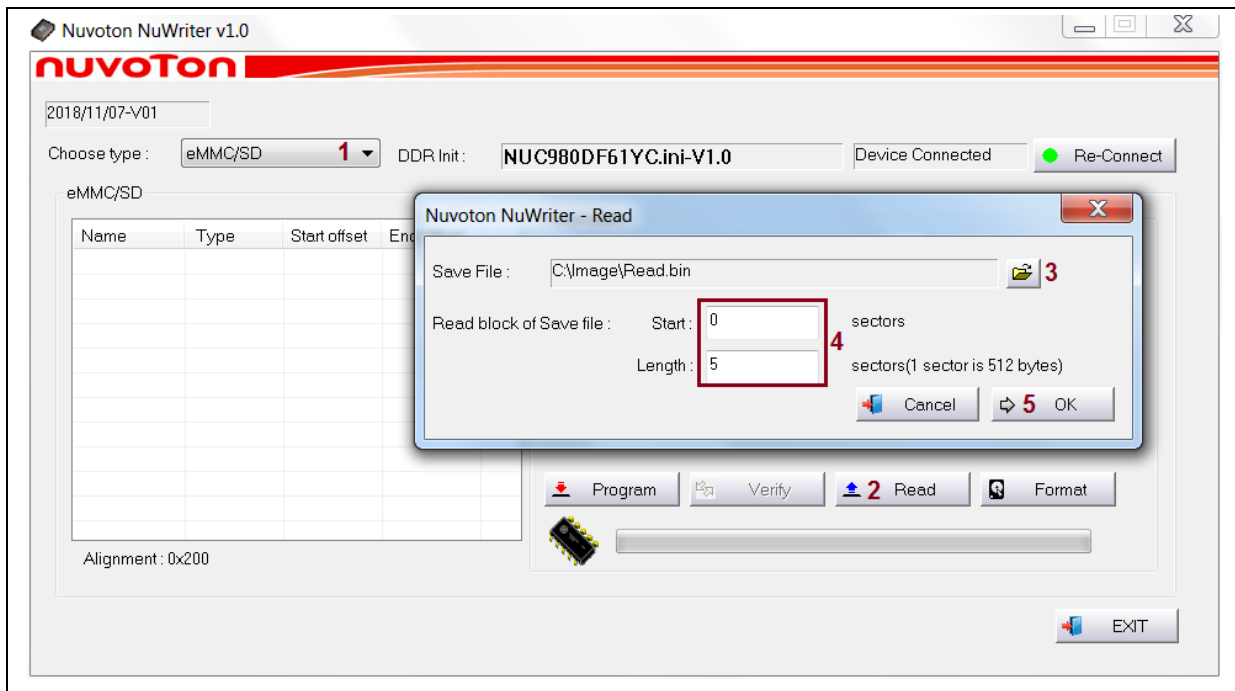 Nuvoton NuWriter v1.0
nuvoTon
2018/11/07-V01
Choose type : eMMC/SD 1 DDR Init : NUC980DF61YC.ini-V1.0 Device Connected Re-Connect
eMMC/SD
Name Type Start offset
Nuvoton NuWriter - Read
Save File : C:\Image\Read.bin 3
Read block of Save file : Start : 0 sectors
4
Length : 5 sectors(1 sector is 512 bytes)
Cancel 5 OK
Program Verify 2 Read Format
Alignment : 0x200
EXIT